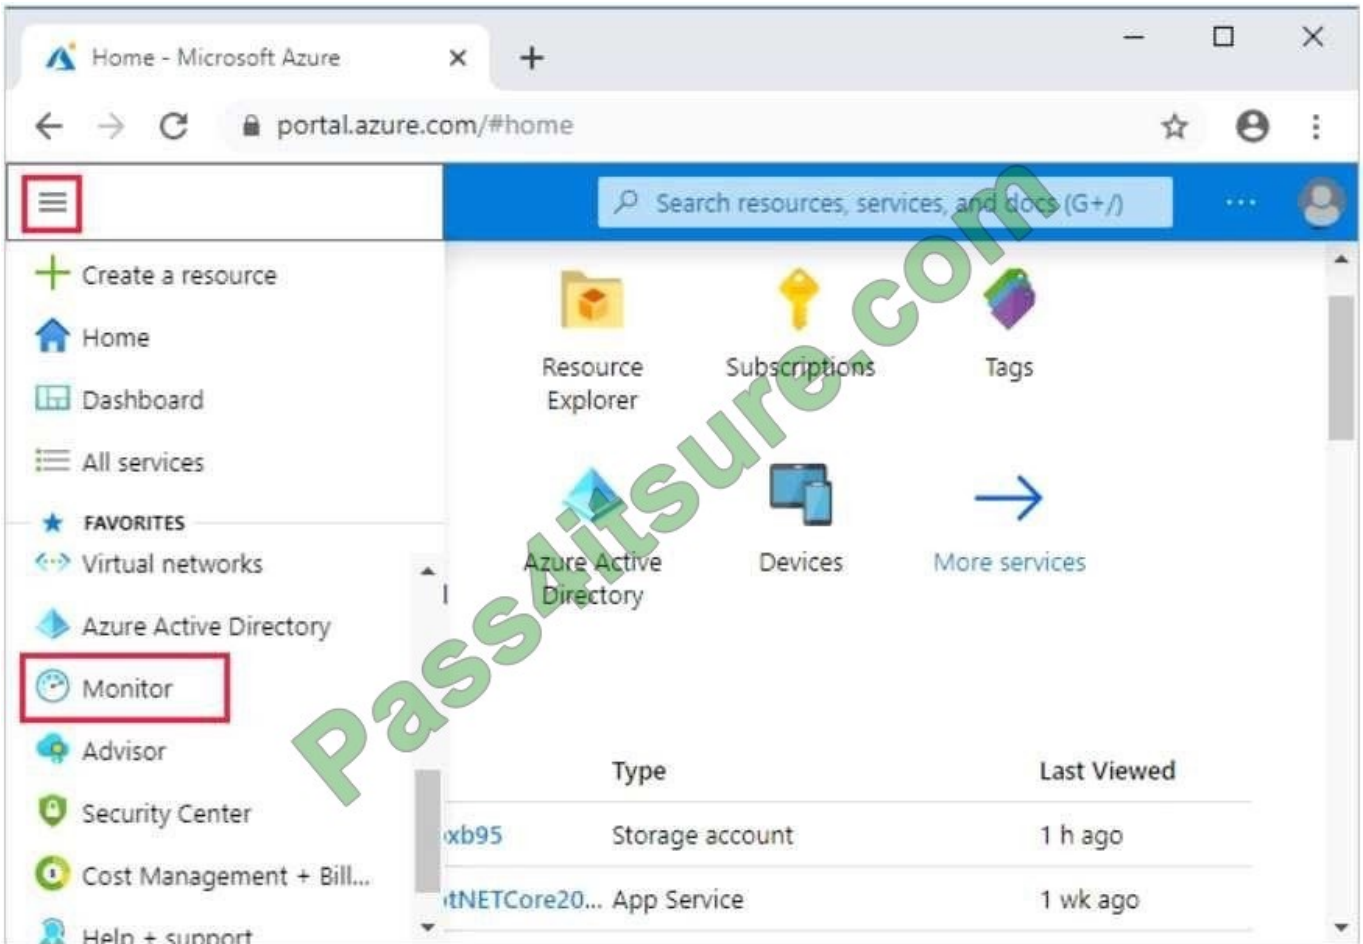 Home - Microsoft Azure
portal.azure.com/#home
Search resources, services, and docs (G+/)
Create a resource
Home
Dashboard
All services
FAVORITES
Virtual networks
Azure Active Directory
Monitor
Advisor
Security Center
Cost Management + Bill...
Help + support
Resource
Explorer
Subscriptions
Tags
Azure Active
Directory
Devices
More services
Type
Last Viewed
xb95
Storage account
1 h ago
tNETCore20...
App Service
1 wk ago
Pass4itsure.com